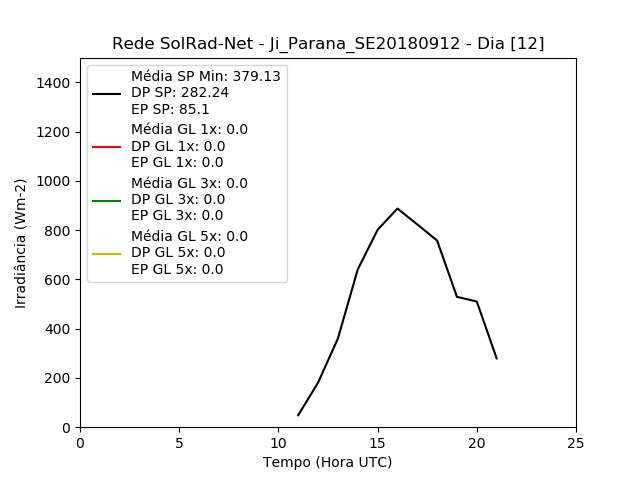 Rede SolRad-Net - Ji_Parana_SE20180912 - Dia [12]
Média SP Min: 379.13
DP SP: 282.24
EP SP: 85.1
Média GL 1x: 0.0
DP GL 1x: 0.0
EP GL 1x: 0.0
Média GL 3x: 0.0
DP GL 3x: 0.0
EP GL 3x: 0.0
Média GL 5x: 0.0
DP GL 5x: 0.0
EP GL 5x: 0.0
Irradiância (Wm-2)
1400
1200
1000
800
600
400
200
0
0 5 10 15 20 25
Tempo (Hora UTC)